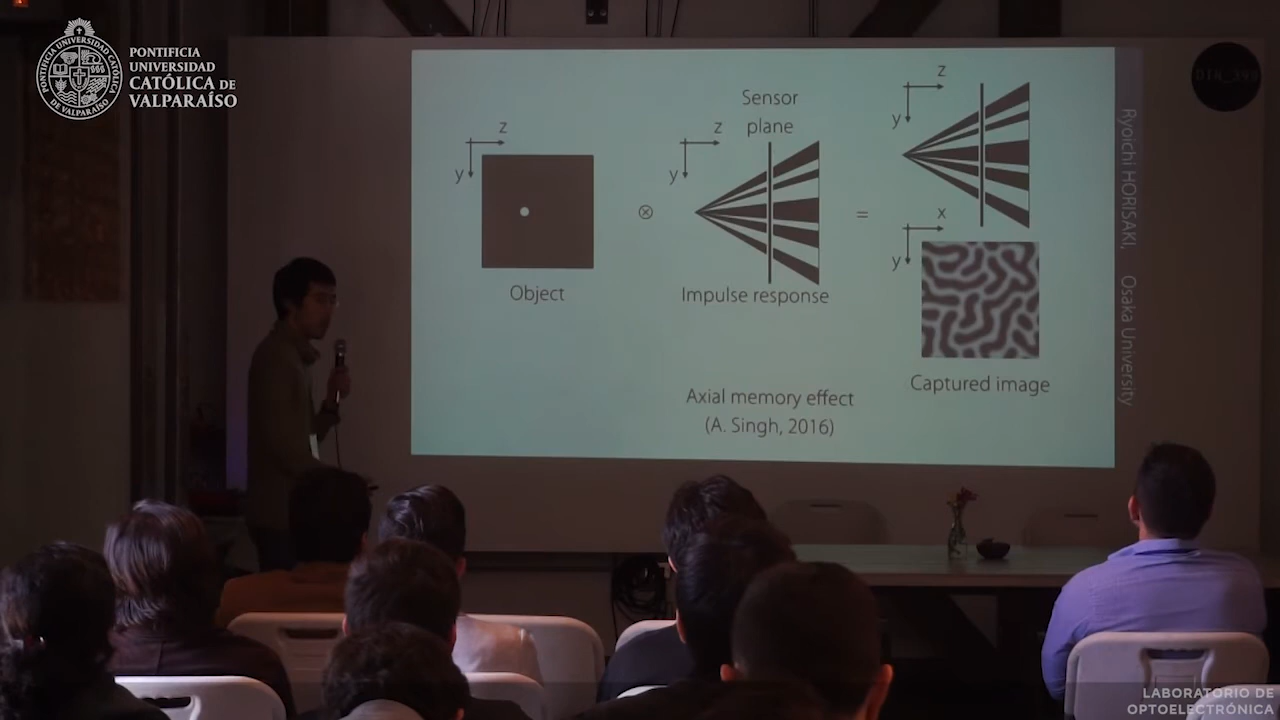 PONTIFICIA
UNIVERSIDAD
CATÓLICA DE
VALPARAÍSO
Sensor
plane
z
y
z
y
z
y
⊗
=
x
y
Object
Impulse response
Captured image
Axial memory effect
(A. Singh, 2016)
Ryoichi HORISAKI, Osaka University
LABORATORIO DE
OPTOELECTRÓNICA